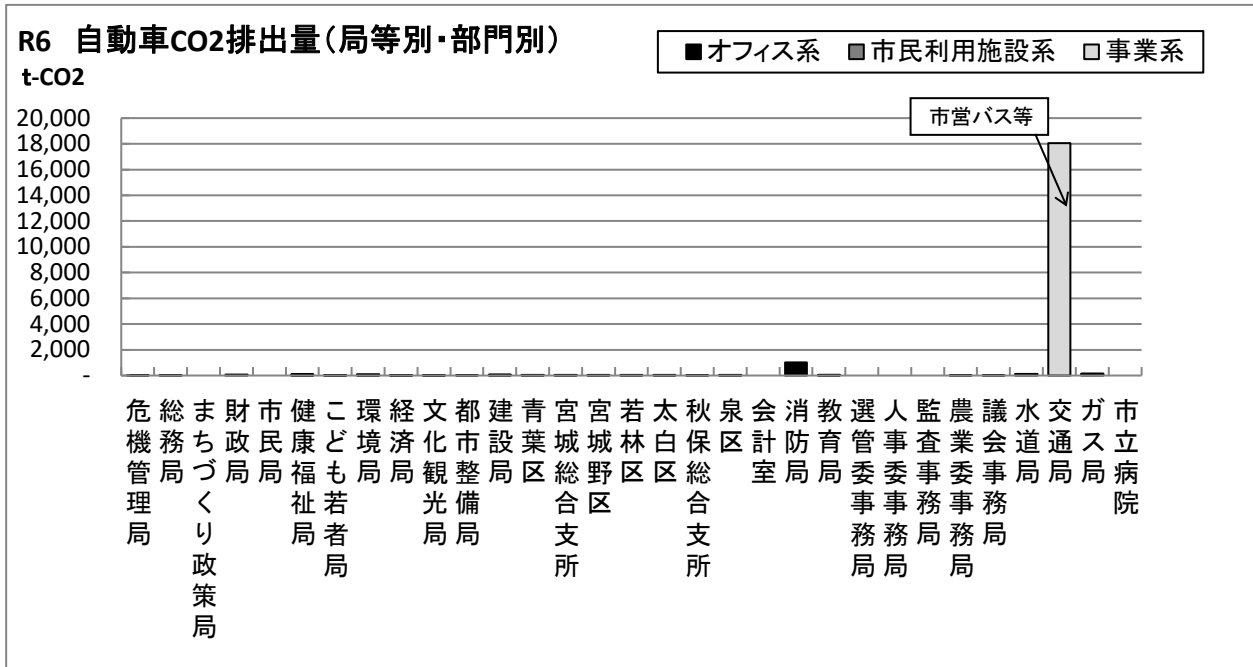 R6 自動車CO2排出量(局等別・部門別)
t-CO2
■オフィス系 ■市民利用施設系 □事業系
市営バス等
20,000
18,000
16,000
14,000
12,000
10,000
8,000
6,000
4,000
2,000
-
危機管理局
総務局
まちづくり政策局
財政局
市民局
健康福祉局
こども若者局
環境局
経済局
文化観光局
都市整備局
建設局
青葉区
宮城総合支所
宮城野区
若林区
太白区
秋保総合支所
泉区
会計室
消防局
教育局
選管委事務局
人事委事務局
監査事務局
農業委事務局
議会事務局
水道局
交通局
ガス局
市立病院